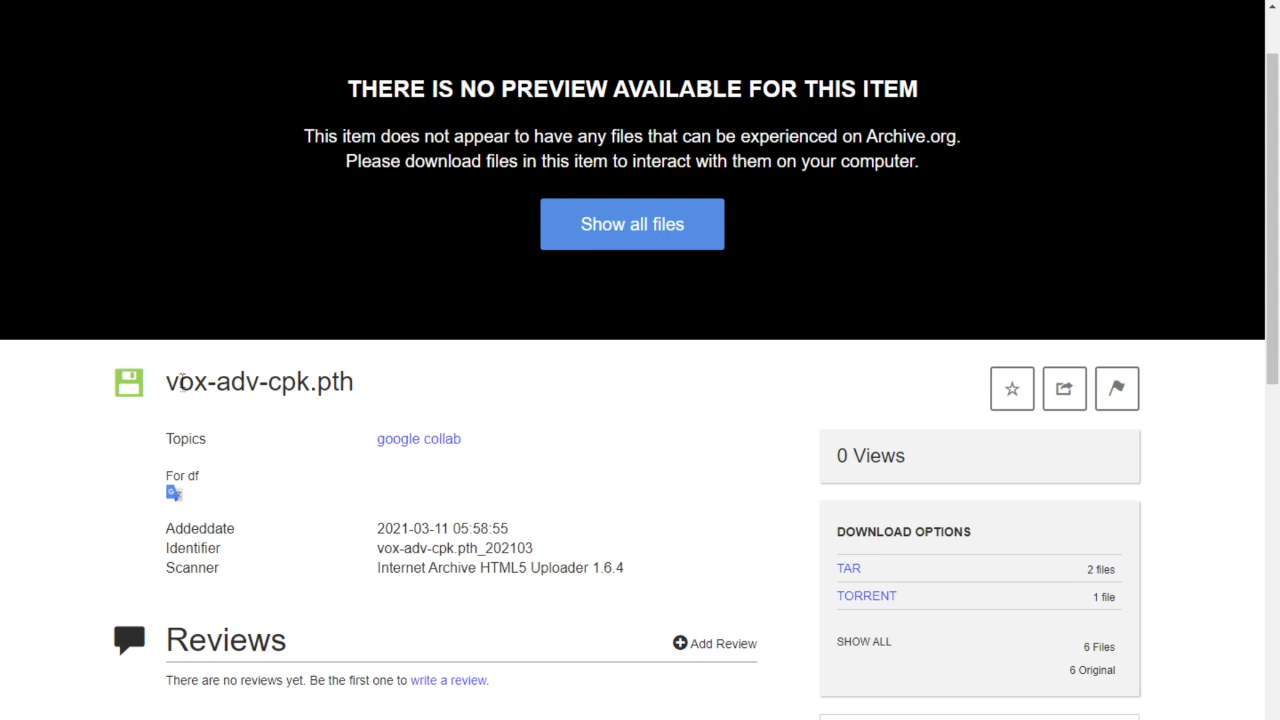 THERE IS NO PREVIEW AVAILABLE FOR THIS ITEM
This item does not appear to have any files that can be experienced on Archive.org.
Please download files in this item to interact with them on your computer.
Show all files
vox-adv-cpk.pth
Topics google collab
For df
Addeddate 2021-03-11 05:58:55
Identifier vox-adv-cpk.pth_202103
Scanner Internet Archive HTML5 Uploader 1.6.4
Reviews
Add Review
There are no reviews yet. Be the first one to write a review.
0 Views
DOWNLOAD OPTIONS
TAR 2 files
TORRENT 1 file
SHOW ALL 6 Files
6 Original